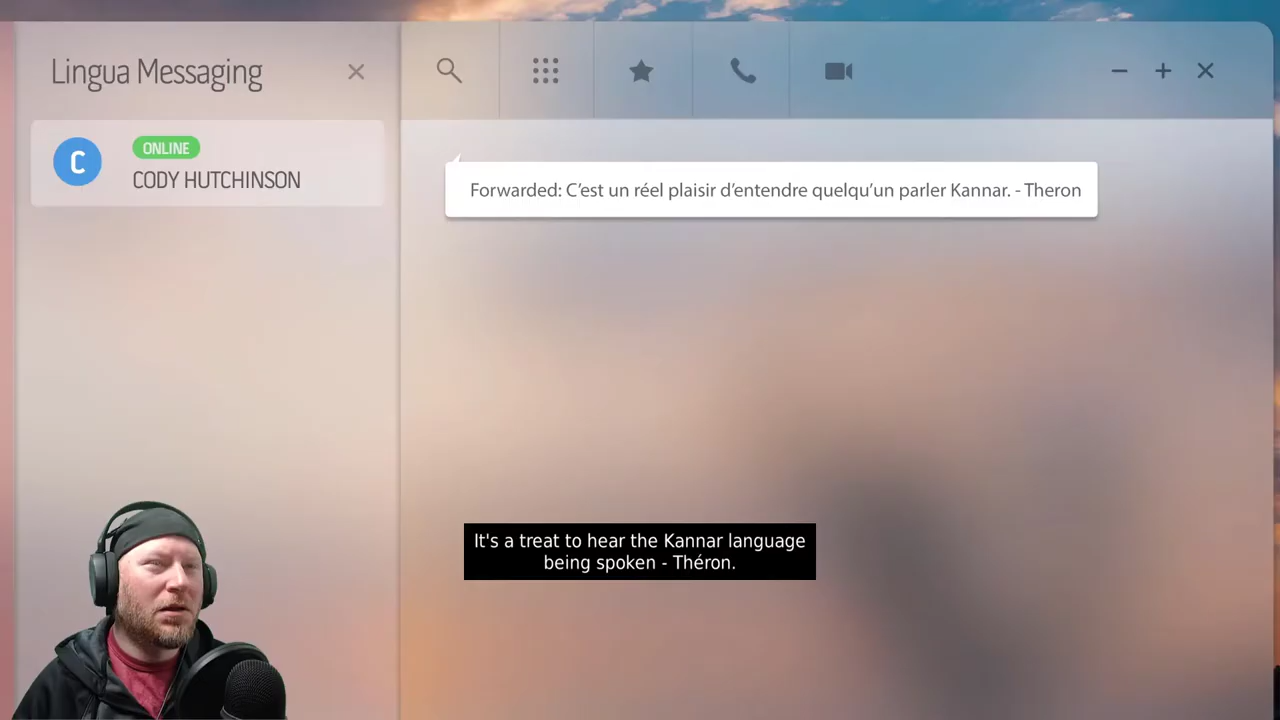 Lingua Messaging
C
ONLINE
CODY HUTCHINSON
Forwarded: C’est un réel plaisir d’entendre quelqu’un parler Kannar. - Theron
It's a treat to hear the Kannar language
being spoken - Théron.